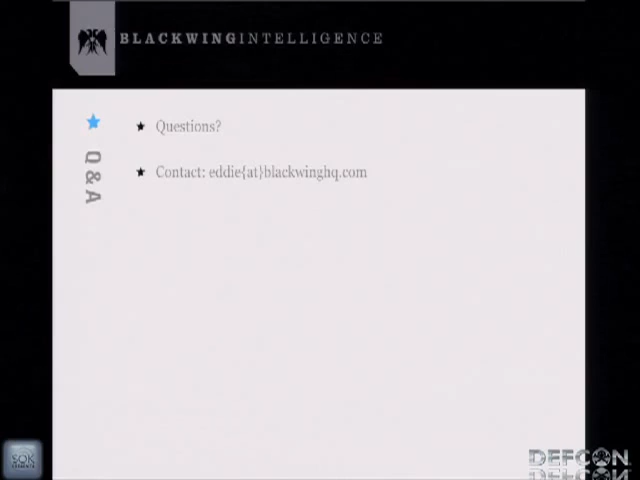 BLACKWINGINTELLIGENCE
Q & A
Questions?
Contact: eddie{at}blackwinghq.com
SOK
DEFCON